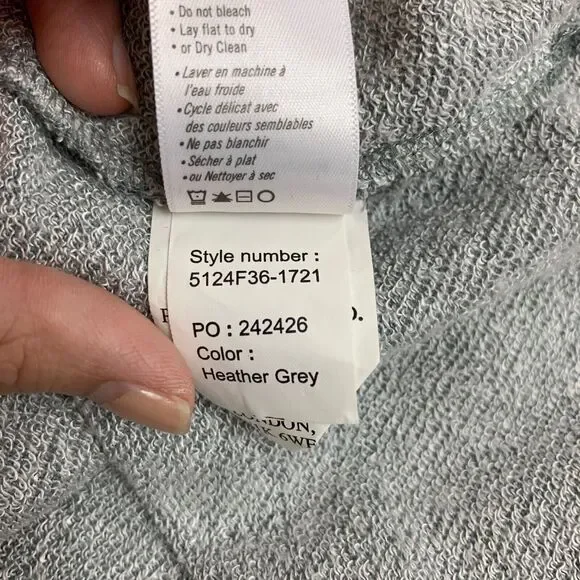 • Do not bleach
• Lay flat to dry
• or Dry Clean
• Laver en machine à
l'eau froide
• Cycle délicat avec
des couleurs semblables
• Ne pas blanchir
• Sécher à plat
• ou Nettoyer à sec
Style number :
5124F36-1721
PO : 242426
Color :
Heather Grey
6WE